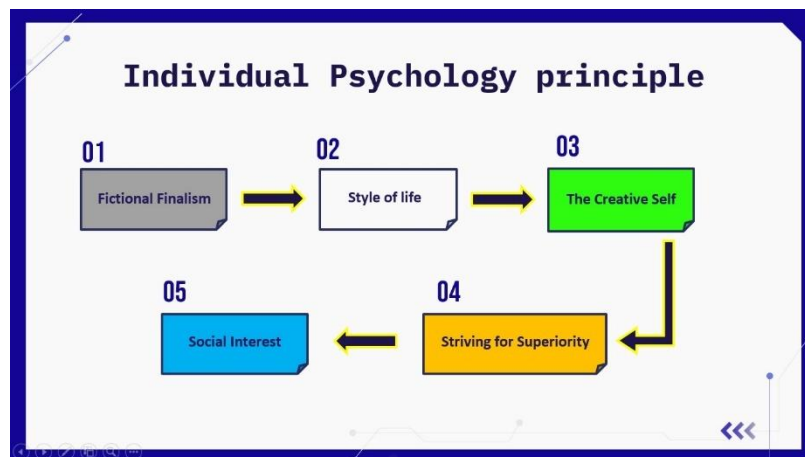 Individual Psychology principle
01
Fictional Finalism
02
Style of life
03
The Creative Self
04
Striving for Superiority
05
Social Interest